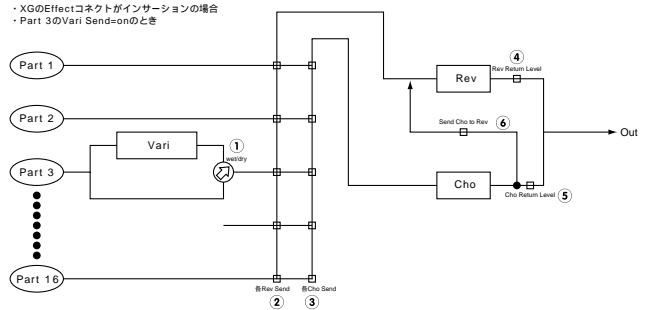 ・XGのEffectコネクトがインサーションの場合
・Part 3のVari Send=onのとき
Part 1
Part 2
Part 3
Part 16
Vari
①
wet/dry
各Rev Send
②
各Cho Send
③
Rev
④
Rev Return Level
Send Cho to Rev ⑥
Out
Cho
Cho Return Level ⑤